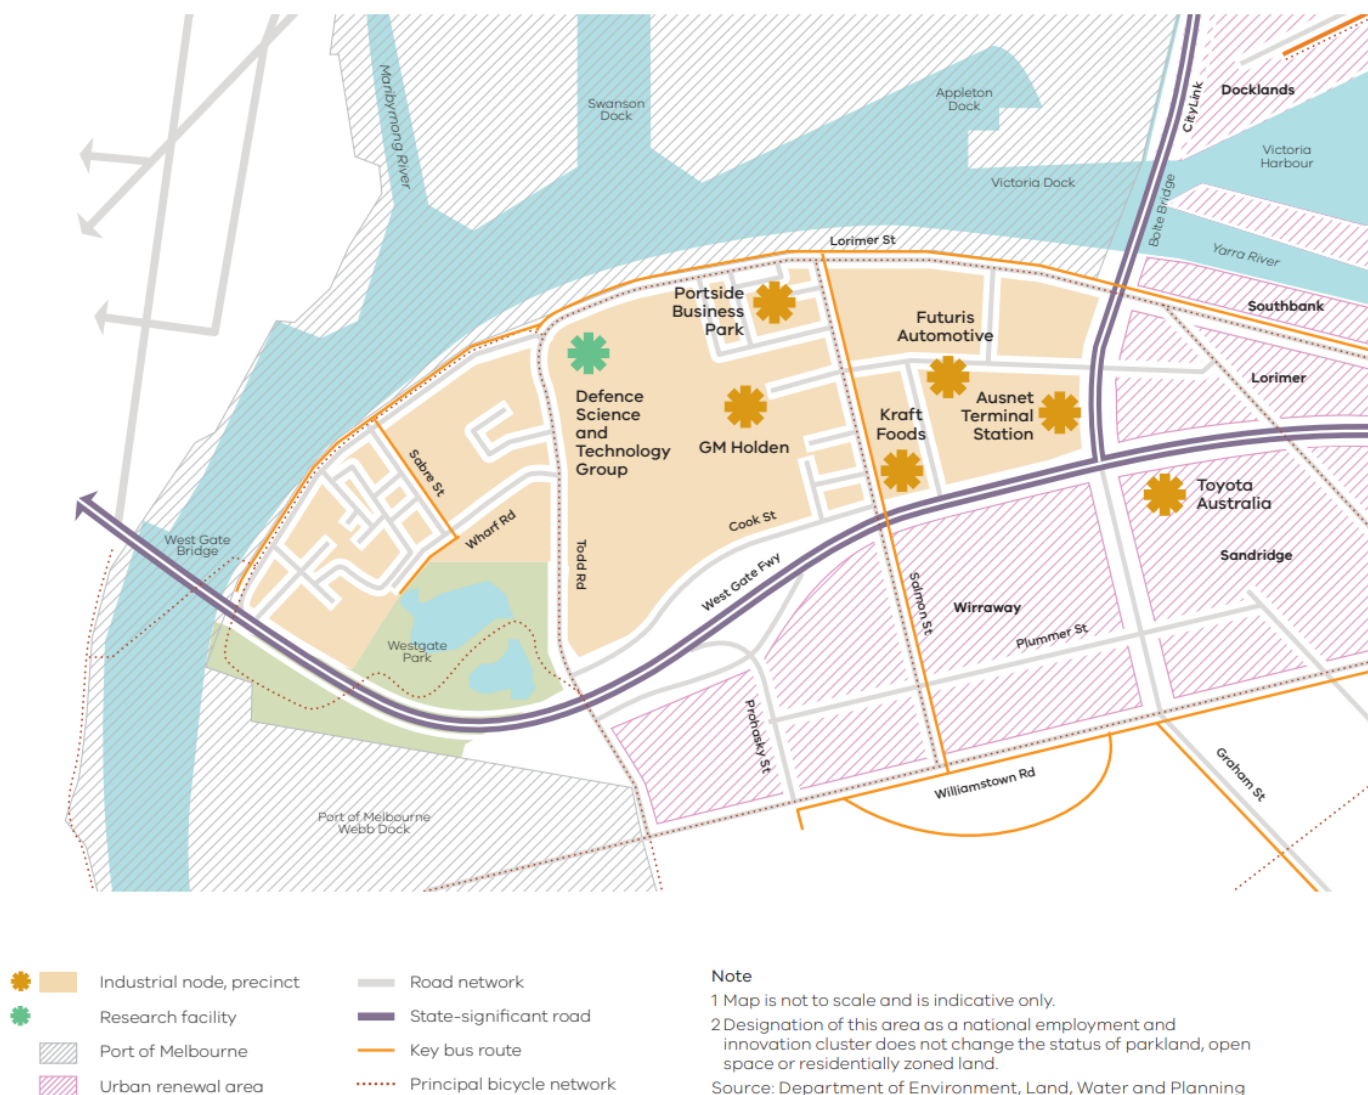 Maribyrnong River
Swanson
Dock
Appleton
Dock
CityLink
Docklands
Victoria
Harbour
Victoria Dock
Bolte Bridge
Yarra River
Lorimer St
Southbank
Portside
Business
Park
Futuris
Automotive
Lorimer
Defence
Science
and
Technology
Group
Ausnet
Terminal
Station
Kraft
Foods
GM Holden
Sabre St
Toyota
Australia
Cook St
Wharf Rd
West Gate
Bridge
Todd Rd
West Gate Fwy
Sandridge
Salmon St
Wirraway
Plummer St
Westgate
Park
Prohasky St
Williamstown Rd
Graham St
Port of Melbourne
Webb Dock
Industrial node, precinct
Research facility
Port of Melbourne
Urban renewal area
Road network
State-significant road
Key bus route
Principal bicycle network
Note
1 Map is not to scale and is indicative only.
2 Designation of this area as a national employment and
innovation cluster does not change the status of parkland, open
space or residentially zoned land.
Source: Department of Environment, Land, Water and Planning